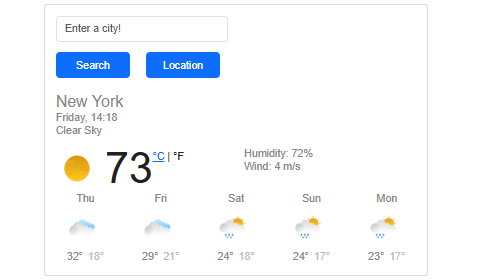 Enter a city!
Search Location
New York
Friday, 14:18
Clear Sky
73 °C | °F
Humidity: 72%
Wind: 4 m/s
Thu Fri Sat Sun Mon
32° 18° 29° 21° 24° 18° 24° 17° 23° 17°